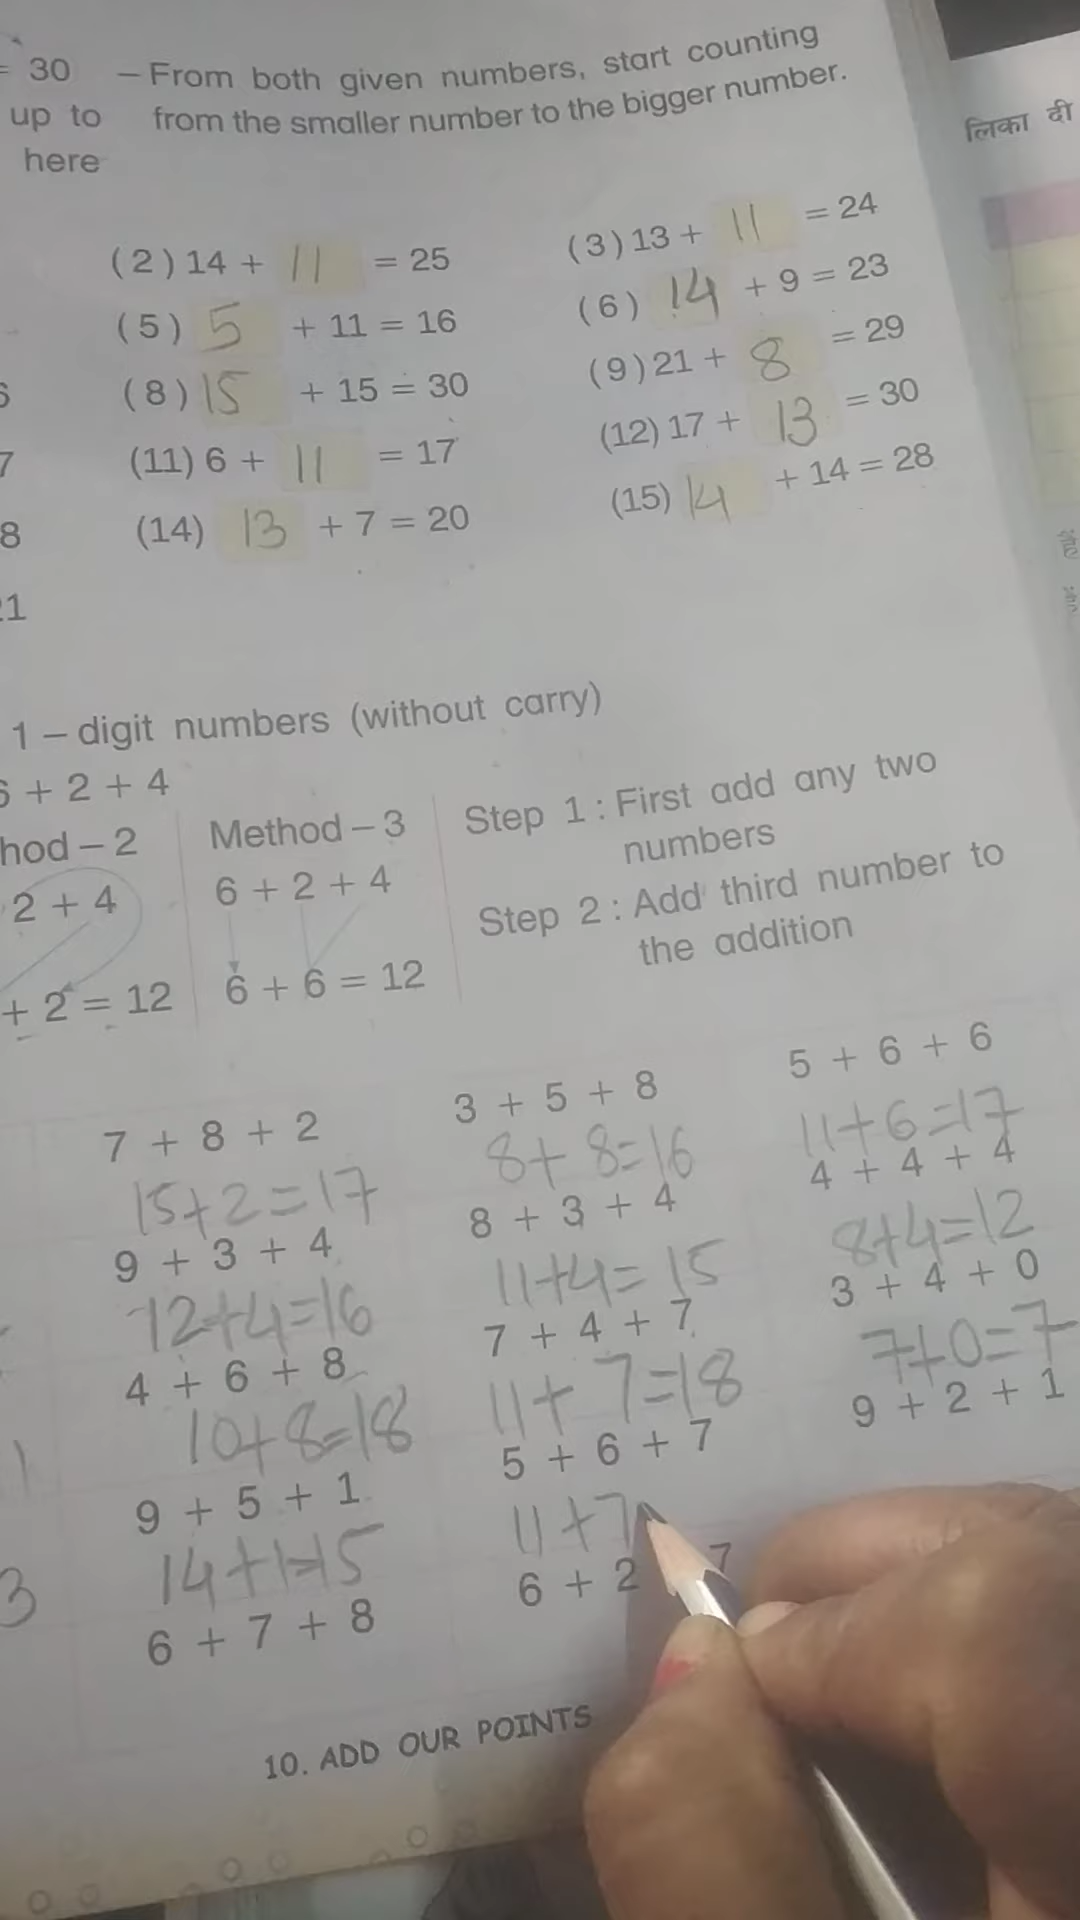 = 30 – From both given numbers, start counting
up to from the smaller number to the bigger number.
here
लिका दी
(2) 14 + 11 = 25 (3) 13 + 11 = 24
(5) 5 + 11 = 16 (6) 14 + 9 = 23
(8) 15 + 15 = 30 (9) 21 + 8 = 29
7 (11) 6 + 11 = 17 (12) 17 + 13 = 30
8 (14) 13 + 7 = 20 (15) 14 + 14 = 28
21
1 – digit numbers (without carry)
6 + 2 + 4
hod – 2 Method – 3 Step 1 : First add any two
numbers
2 + 4 6 + 2 + 4 Step 2 : Add third number to
the addition
+ 2 = 12 6 + 6 = 12
7 + 8 + 2 3 + 5 + 8 5 + 6 + 6
15+2=17 8+8=16 11+6=17
9 + 3 + 4 8 + 3 + 4 4 + 4 + 4
12+4=16 11+4=15 8+4=12
4 + 6 + 8 7 + 4 + 7 3 + 4 + 0
10+8=18 11+7=18 7+0=7
9 + 5 + 1 5 + 6 + 7 9 + 2 + 1
14+1=15 11+7
3 6 + 7 + 8 6 + 2 7
10. ADD OUR POINTS